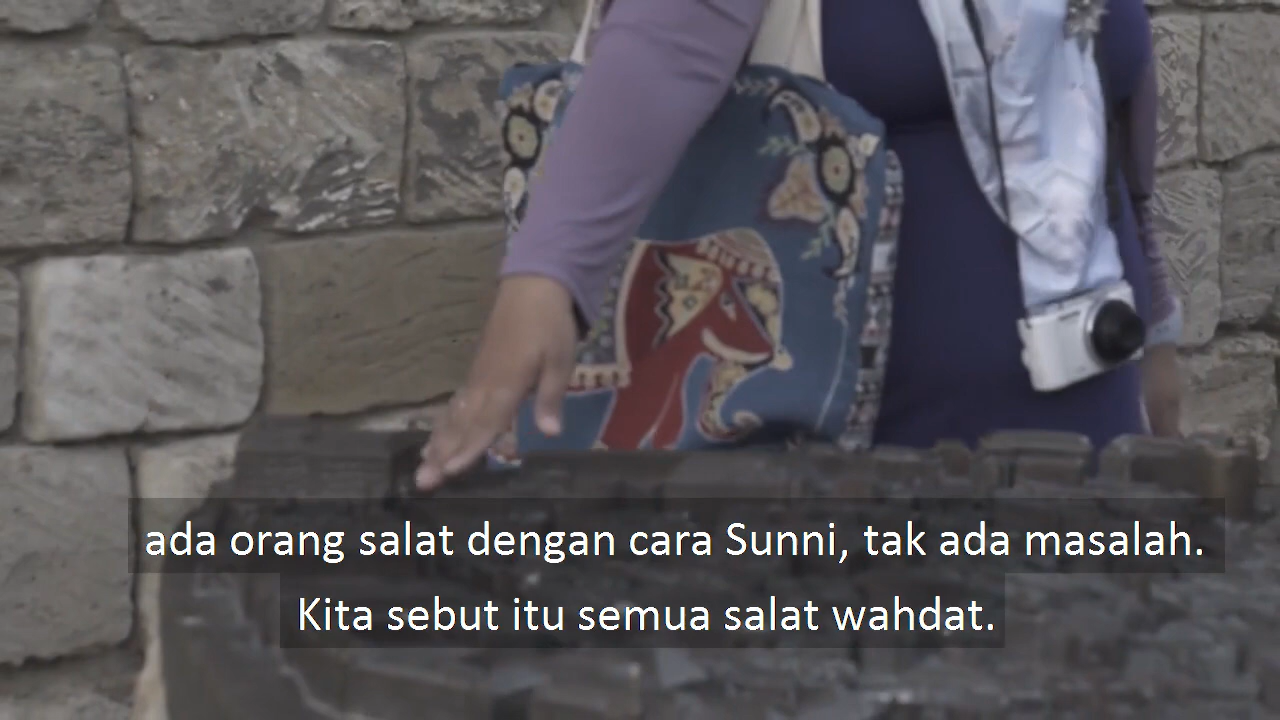 ada orang salat dengan cara Sunni, tak ada masalah.
Kita sebut itu semua salat wahdat.